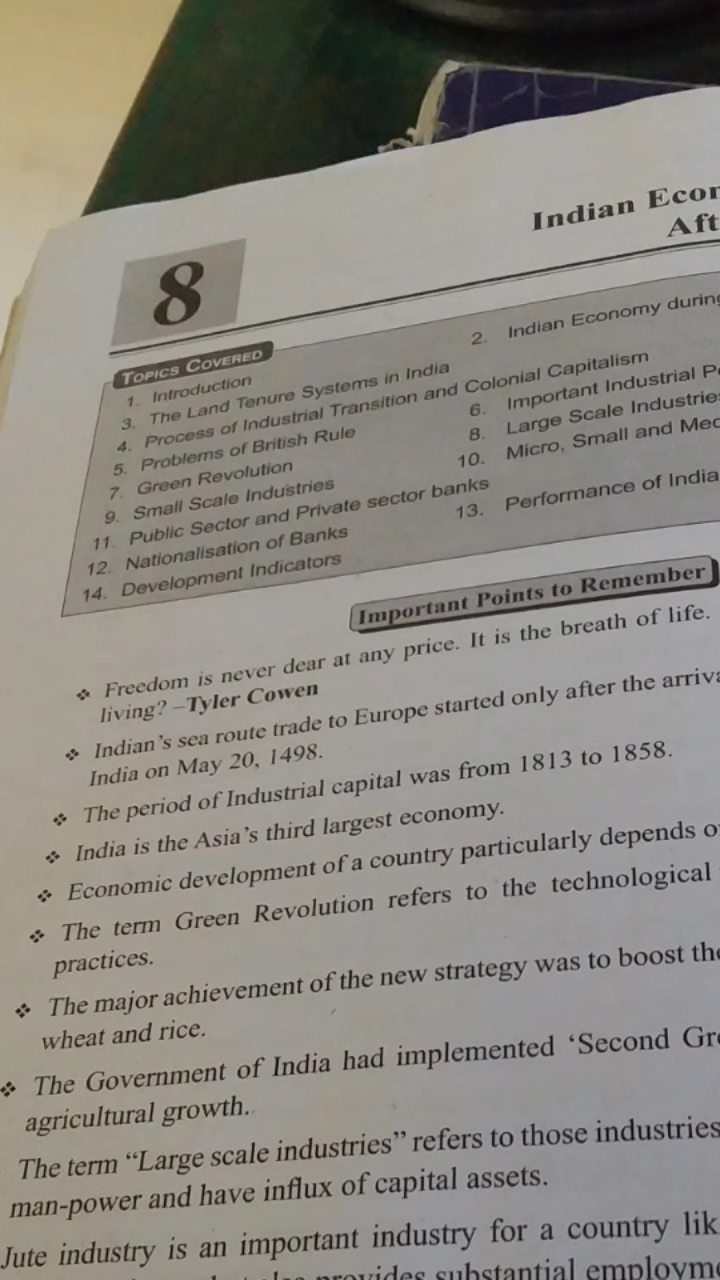 8
Indian
Aft
TOPICS COVERED
1. Introduction
2. Indian Economy during
3. The Land Tenure Systems in India
4. Process of Industrial Transition and Colonial Capitalism
5. Problems of British Rule
6. Important Industrial
7. Green Revolution
8. Large Scale Industries
9. Small Scale Industries
10. Micro, Small and
11. Public Sector and Private sector banks
12. Nationalisation of Banks
13. Performance of India
14. Development Indicators
Important Points to Remember
❖ Freedom is never dear at any price. It is the breath of life.
living? –Tyler Cowen
❖ Indian's sea route trade to Europe started only after the
India on May 20, 1498.
❖ The period of Industrial capital was from 1813 to 1858.
❖ India is the Asia's third largest economy.
❖ Economic development of a country particularly depends
❖ The term Green Revolution refers to the technological
practices.
❖ The major achievement of the new strategy was to boost the
wheat and rice.
❖ The Government of India had implemented ‘Second
agricultural growth.
The term “Large scale industries” refers to those industries
man-power and have influx of capital assets.
Jute industry is an important industry for a country
provides substantial